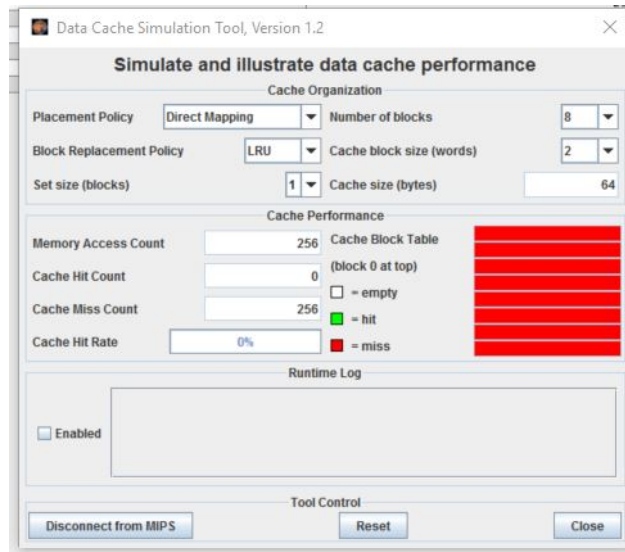 Data Cache Simulation Tool, Version 1.2
Simulate and illustrate data cache performance
Cache Organization
Placement Policy Direct Mapping Number of blocks 8
Block Replacement Policy LRU Cache block size (words) 2
Set size (blocks) 1 Cache size (bytes) 64
Cache Performance
Memory Access Count 256 Cache Block Table
(block 0 at top)
Cache Hit Count 0
= empty
Cache Miss Count 256
= hit
Cache Hit Rate 0% = miss
Runtime Log
Enabled
Tool Control
Disconnect from MIPS Reset Close